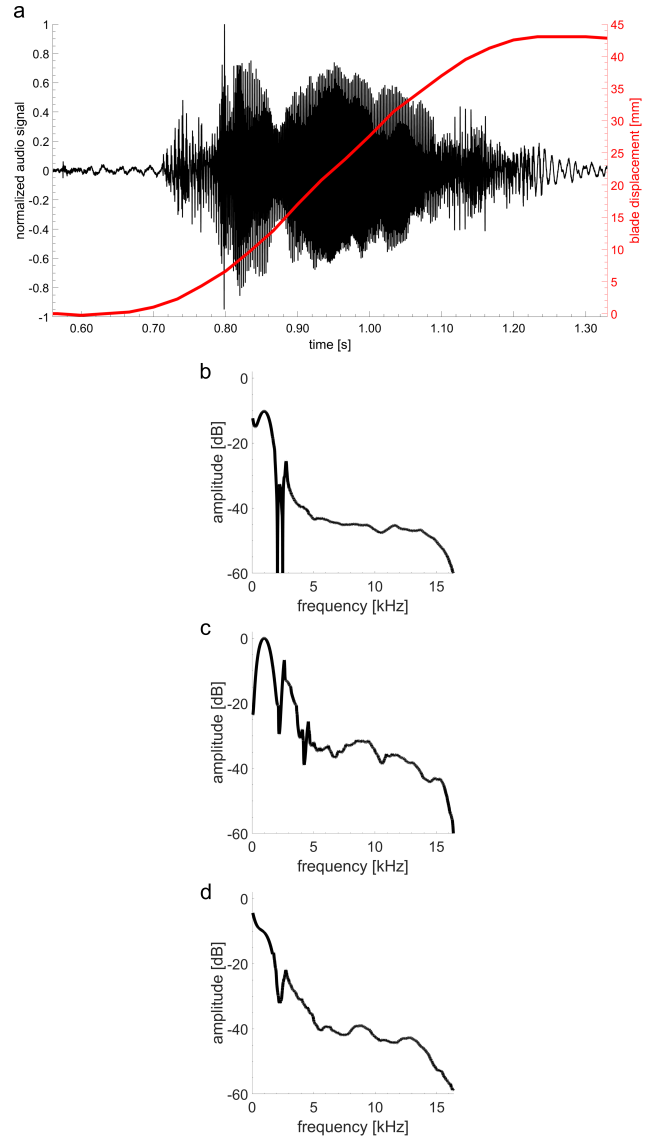 a
1
0.8
0.6
0.4
0.2
0
-0.2
-0.4
-0.6
-0.8
-1
normalized audio signal
45
40
35
30
25
20
15
10
5
0
blade displacement [mm]
0.60 0.70 0.80 0.90 1.00 1.10 1.20 1.30
time [s]
b
0
-20
-40
-60
amplitude [dB]
0 5 10 15
frequency [kHz]
c
0
-20
-40
-60
amplitude [dB]
0 5 10 15
frequency [kHz]
d
0
-20
-40
-60
amplitude [dB]
0 5 10 15
frequency [kHz]